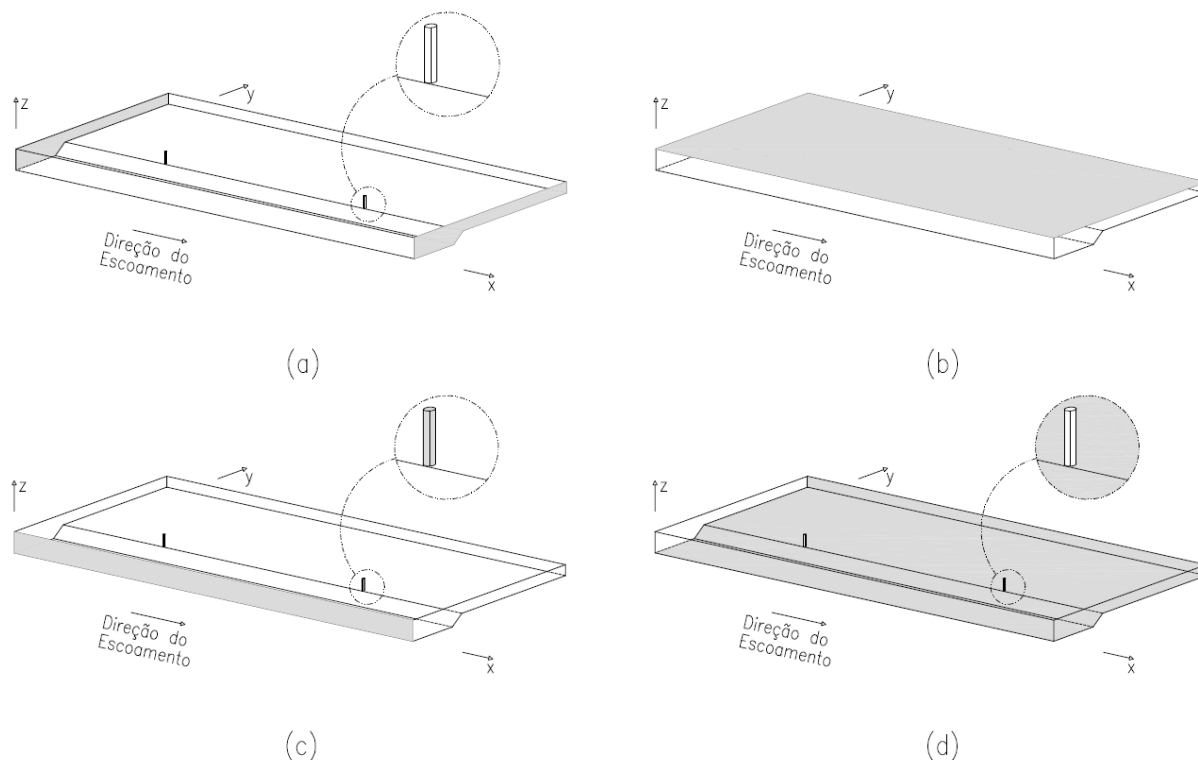 z
y
Direção do
Escoamento
x
(a)
z
y
Direção do
Escoamento
x
(b)
z
y
Direção do
Escoamento
x
(c)
z
y
Direção do
Escoamento
x
(d)